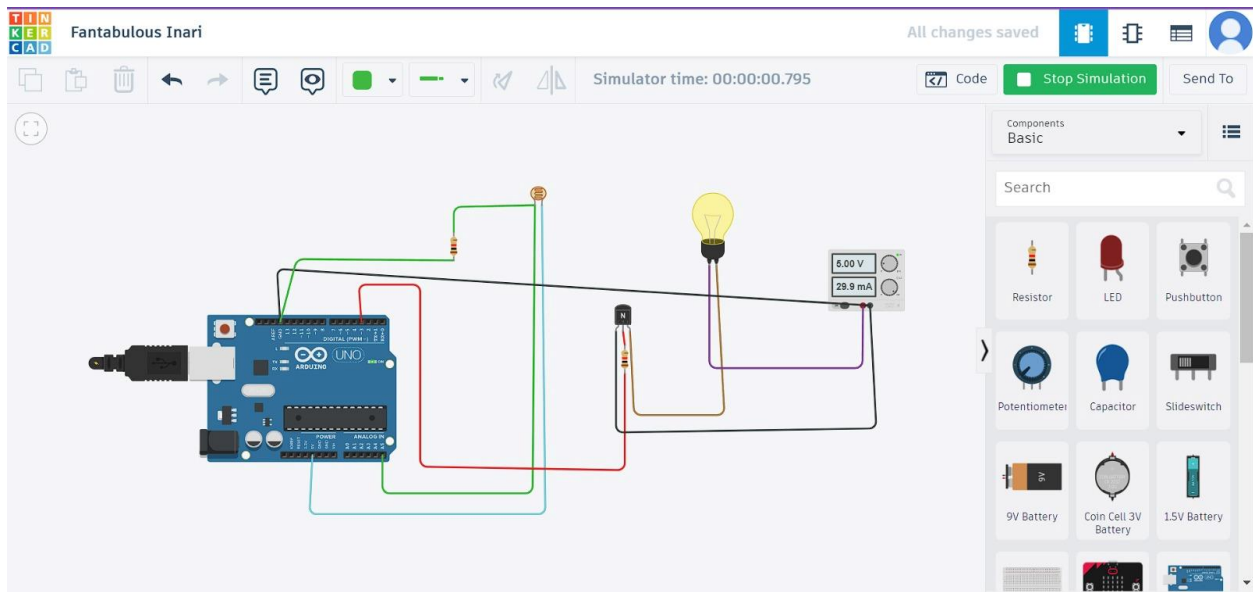 TIN
KER
CAD
Fantabulous Inari
All changes saved
Simulator time: 00:00:00.795
Code
Stop Simulation
Send To
Components
Basic
Search
5.00 V
29.9 mA
N
DIGITAL (PWM~)
UNO
ARDUINO
POWER
ANALOG IN
Resistor
LED
Pushbutton
Potentiometer
Capacitor
Slideswitch
9V
9V Battery
Coin Cell 3V
Battery
1.5V Battery